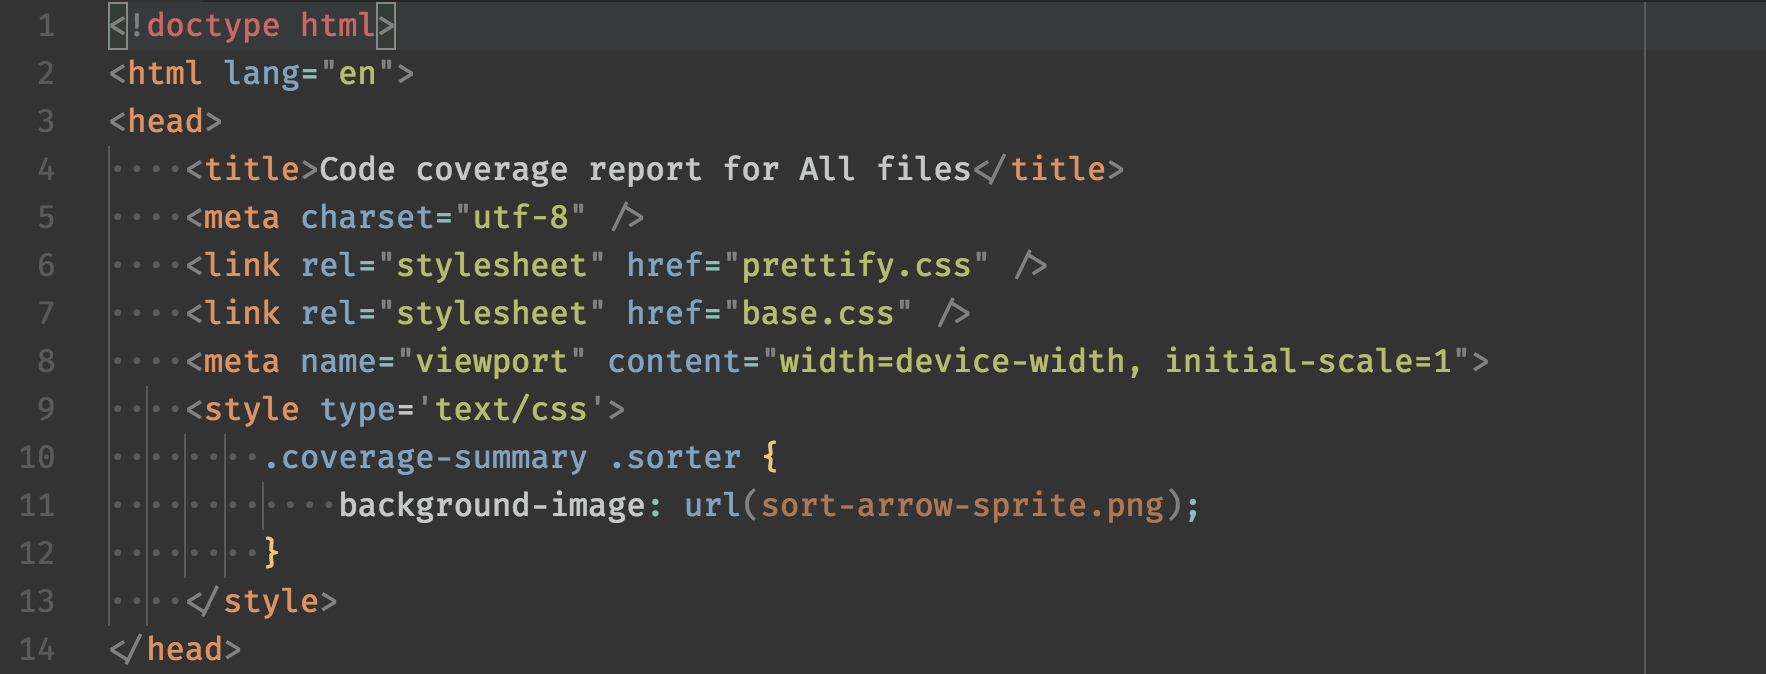 1 <!doctype html>
2 <html lang="en">
3 <head>
4     <title>Code coverage report for All files</title>
5     <meta charset="utf-8" />
6     <link rel="stylesheet" href="prettify.css" />
7     <link rel="stylesheet" href="base.css" />
8     <meta name="viewport" content="width=device-width, initial-scale=1">
9     <style type='text/css'>
10         .coverage-summary .sorter {
11             background-image: url(sort-arrow-sprite.png);
12         }
13     </style>
14 </head>